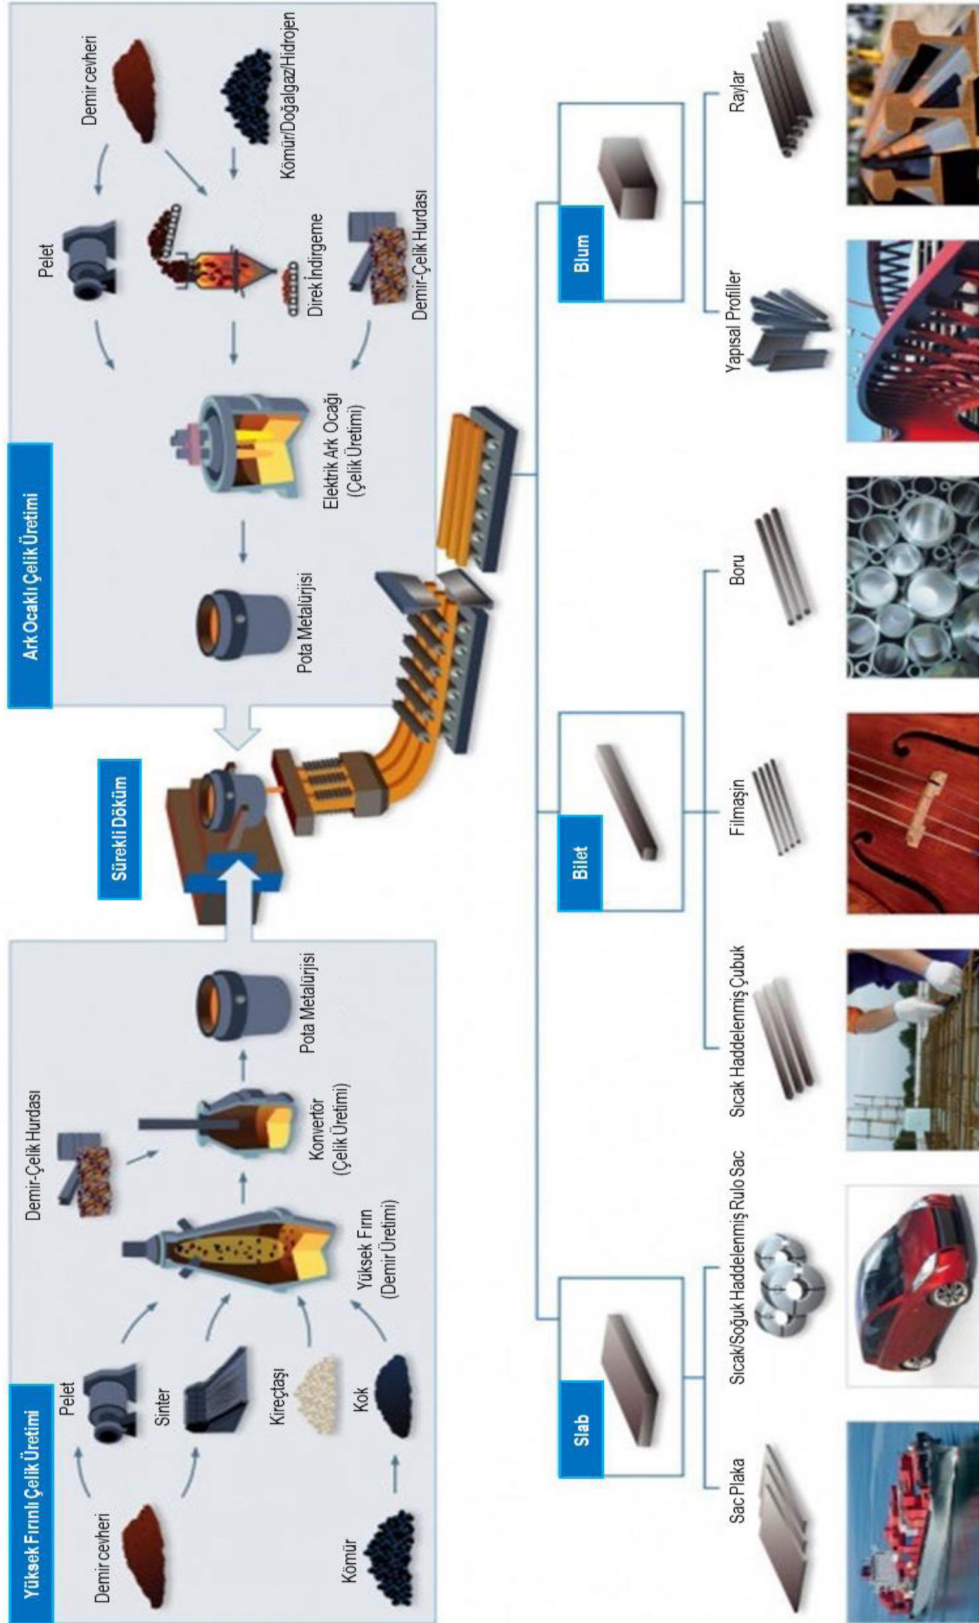 Yüksek Fırınlı Çelik Üretimi
Demir cevheri
Kömür
Pelet
Sinter
Kireçtaşı
Kok
Yüksek Fırın
(Demir Üretimi)
Demir-Çelik Hurdası
Konvertör
(Çelik Üretimi)
Pota Metalürjisi
Sürekli Döküm
Ark Ocaklı Çelik Üretimi
Pota Metalürjisi
Elektrik Ark Ocağı
(Çelik Üretimi)
Pelet
Direk İndirgeme
Demir-Çelik Hurdası
Demir cevheri
Kömür/Doğalgaz/Hidrojen
Slab
Bilet
Blum
Sac Plaka
Sıcak/Soğuk Haddelenmiş Rulo Sac
Sıcak Haddelenmiş Çubuk
Filmaşin
Boru
Yapısal Profiller
Raylar